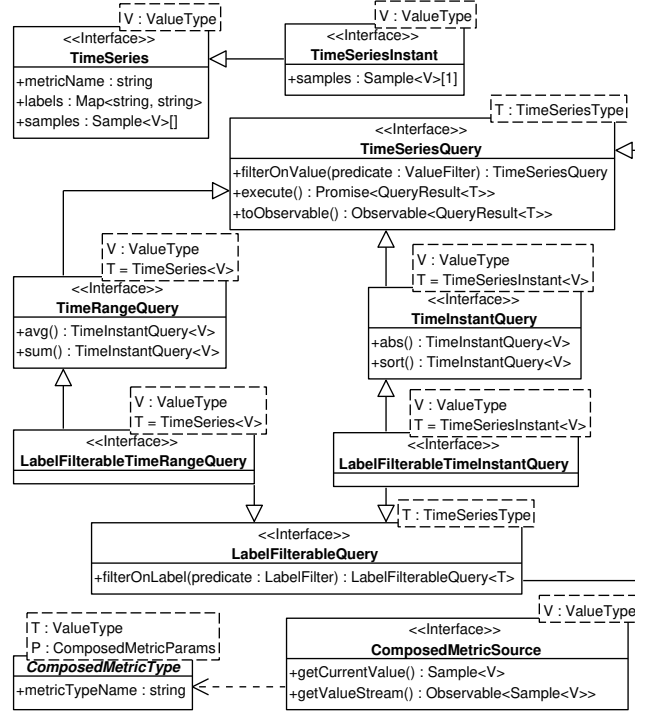 V : ValueType
<<Interface>>
TimeSeries
+metricName : string
+labels : Map<string, string>
+samples : Sample<V>[]
V : ValueType
<<Interface>>
TimeSeriesInstant
+samples : Sample<V>[1]
T : TimeSeriesType
<<Interface>>
TimeSeriesQuery
+filterOnValue(predicate : ValueFilter) : TimeSeriesQuery
+execute() : Promise<QueryResult<T>>
+toObservable() : Observable<QueryResult<T>>
V : ValueType
T = TimeSeries<V>
<<Interface>>
TimeRangeQuery
+avg() : TimeInstantQuery<V>
+sum() : TimeInstantQuery<V>
V : ValueType
T = TimeSeriesInstant<V>
<<Interface>>
TimeInstantQuery
+abs() : TimeInstantQuery<V>
+sort() : TimeInstantQuery<V>
V : ValueType
T = TimeSeries<V>
<<Interface>>
LabelFilterableTimeRangeQuery
V : ValueType
T = TimeSeriesInstant<V>
<<Interface>>
LabelFilterableTimeInstantQuery
T : TimeSeriesType
<<Interface>>
LabelFilterableQuery
+filterOnLabel(predicate : LabelFilter) : LabelFilterableQuery<T>
T : ValueType
P : ComposedMetricParams
ComposedMetricType
+metricTypeName : string
V : ValueType
<<Interface>>
ComposedMetricSource
+getCurrentValue() : Sample<V>
+getValueStream() : Observable<Sample<V>>